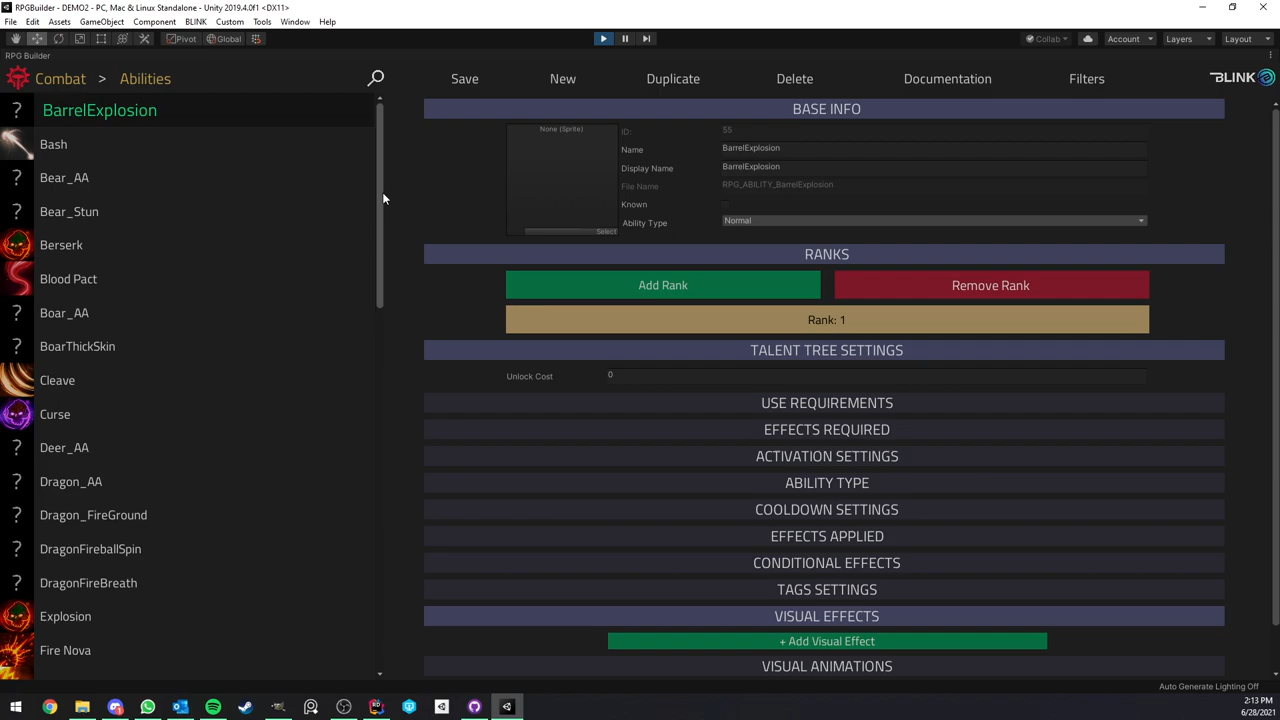 RPGBuilder - DEMO2 - PC, Mac & Linux Standalone - Unity 2019.4.0f1 <DX11>
File Edit Assets GameObject Component BLINK Custom Tools Window Help
Pivot Global Collab Account Layers Layout
RPG Builder
Combat > Abilities Save New Duplicate Delete Documentation Filters BLINK
BarrelExplosion
Bash
Bear_AA
Bear_Stun
Berserk
Blood Pact
Boar_AA
BoarThickSkin
Cleave
Curse
Deer_AA
Dragon_AA
Dragon_FireGround
DragonFireballSpin
DragonFireBreath
Explosion
Fire Nova
BASE INFO
None (Sprite)
Select
ID: 55
Name BarrelExplosion
Display Name BarrelExplosion
File Name RPG_ABILITY_BarrelExplosion
Known
Ability Type Normal
RANKS
Add Rank Remove Rank
Rank: 1
TALENT TREE SETTINGS
Unlock Cost 0
USE REQUIREMENTS
EFFECTS REQUIRED
ACTIVATION SETTINGS
ABILITY TYPE
COOLDOWN SETTINGS
EFFECTS APPLIED
CONDITIONAL EFFECTS
TAGS SETTINGS
VISUAL EFFECTS
+ Add Visual Effect
VISUAL ANIMATIONS
Auto Generate Lighting Off
2:13 PM
6/28/2021